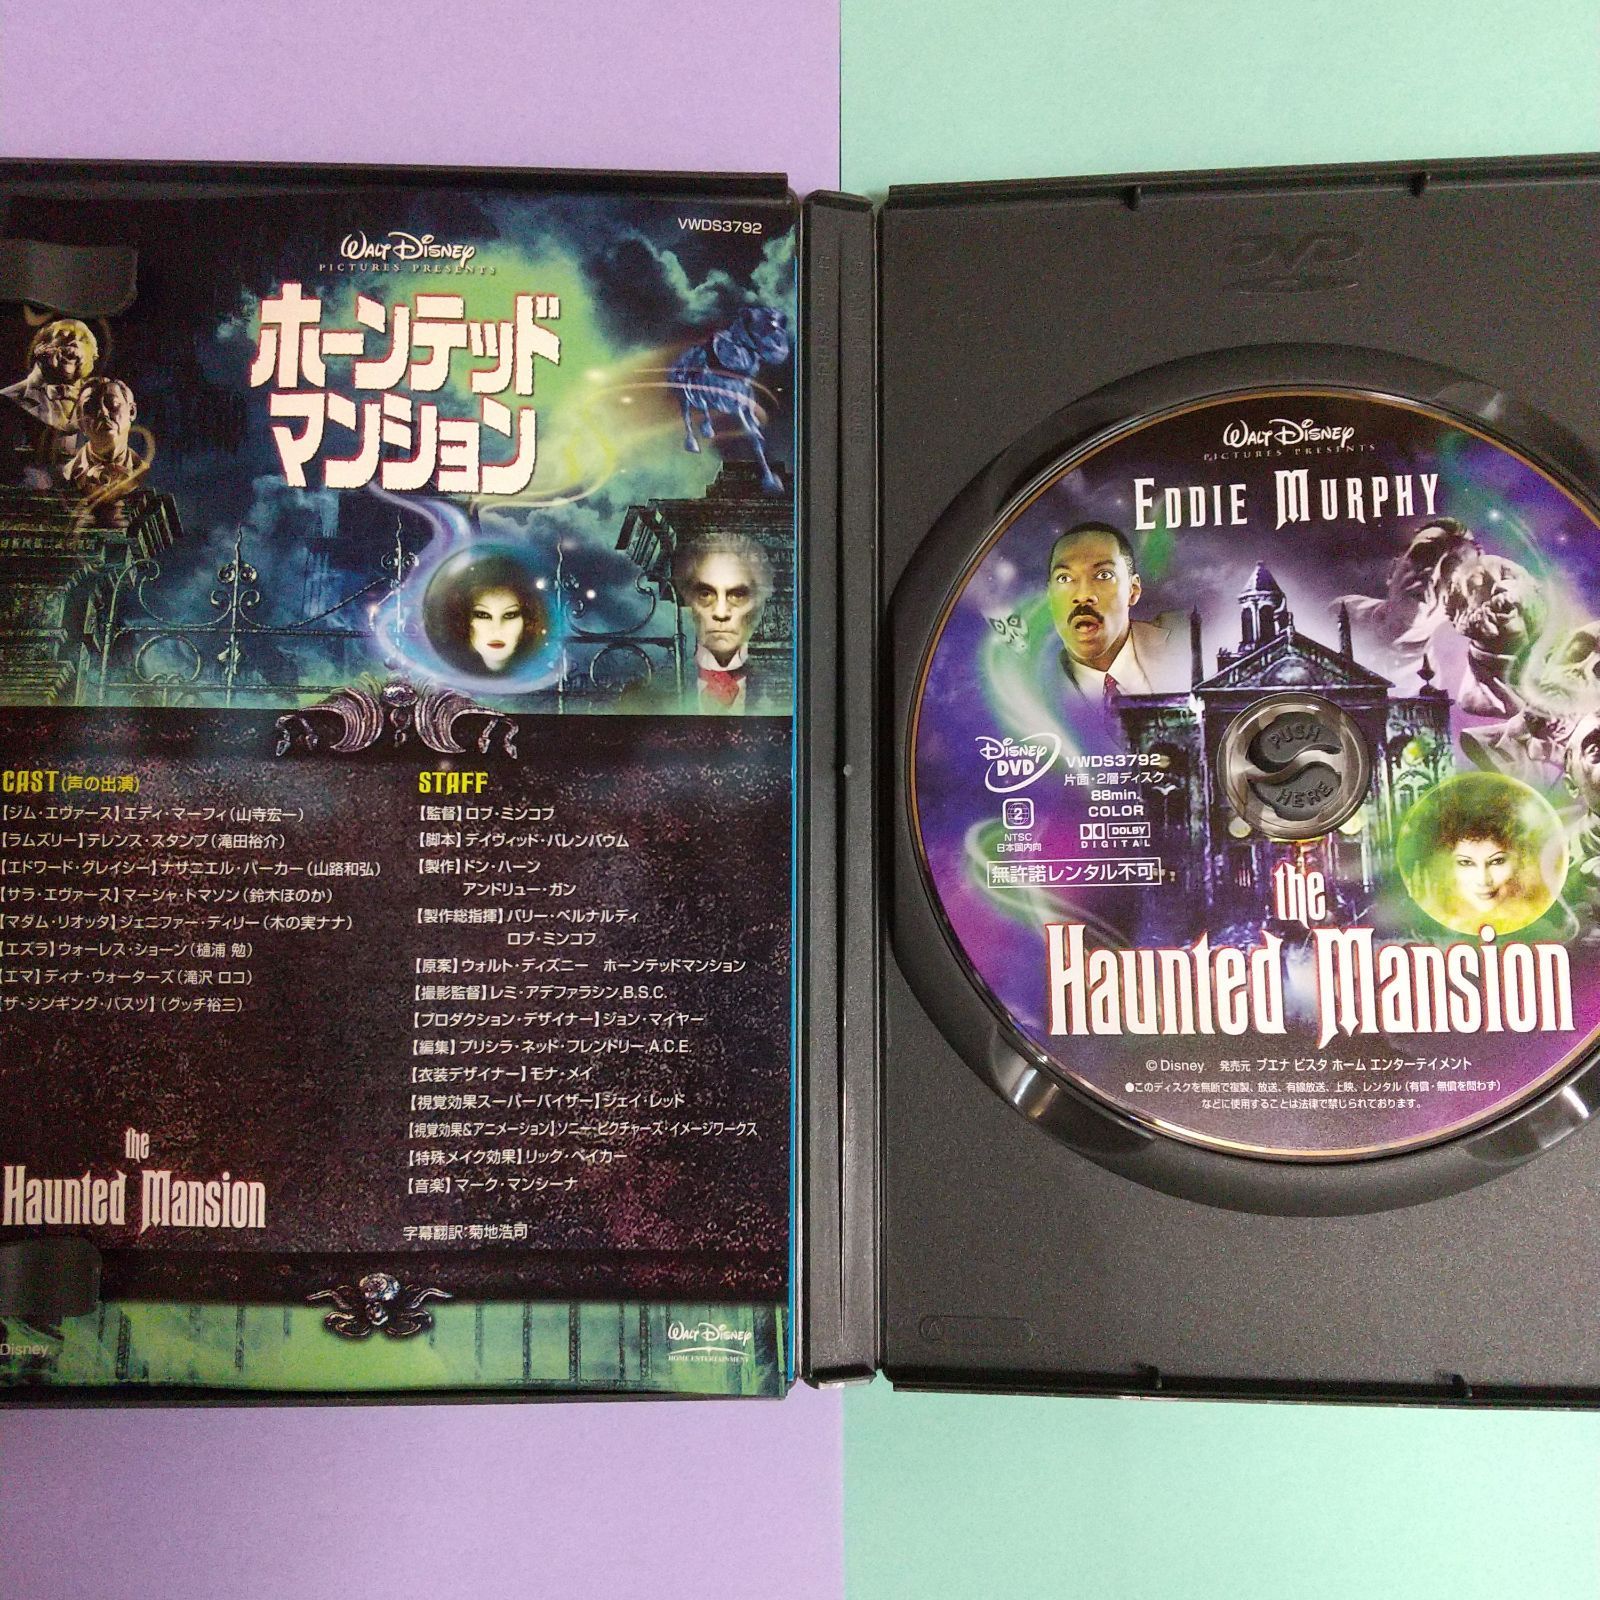 VWDS3792
WALT DISNEY
PICTURES PRESENTS
ホーンテッド
マンション
CAST(声の出演)
【ジム・エヴァース】エディ・マーフィ(山寺宏一)
【ラムズリー】テレンス・スタンプ(滝田裕介)
【エドワード・グレイシー】ナザニエル・パーカー(山路和弘)
【サラ・エヴァース】マーシャ・トマソン(鈴木ほのか)
【マダム・リオッタ】ジェニファー・ティリー(木の実ナナ)
【エズラ】ウォーレス・ショーン(樋浦 勉)
【エマ】ディナ・ウォーターズ(滝沢 ロコ)
【ザ・シンギング・バスツ】(グッチ裕三)
the
Haunted Mansion
STAFF
【監督】ロブ・ミンコフ
【脚本】デイヴィッド・バレンバウム
【製作】ドン・ハーン
アンドリュー・ガン
【製作総指揮】バリー・ベルナルディ
ロブ・ミンコフ
【原案】ウォルト・ディズニー ホーンテッドマンション
【撮影監督】レミ・アデファラシン,B.S.C.
【プロダクション・デザイナー】ジョン・マイヤー
【編集】プリシラ・ネッド・フレンドリー,A.C.E.
【衣装デザイナー】モナ・メイ
【視覚効果スーパーバイザー】ジェイ・レッド
【視覚効果&アニメーション】ソニー・ピクチャーズ・イメージワークス
【特殊メイク効果】リック・ベイカー
【音楽】マーク・マンシーナ
字幕翻訳:菊地浩司
Disney.
WALT DISNEY
HOME ENTERTAINMENT
DVD
WALT DISNEY
PICTURES PRESENTS
EDDIE MURPHY
DISNEY
DVD
VWDS3792
片面・2層ディスク
88min.
COLOR
2
NTSC
日本国内向
DOLBY
DIGITAL
無許諾レンタル不可
PUSH
HERE
the
Haunted Mansion
©Disney. 発売元 ブエナ ビスタ ホーム エンターテイメント
●このディスクを無断で複製、放送、有線放送、上映、レンタル(有償・無償を問わず)
などに使用することは法律で禁じられております。